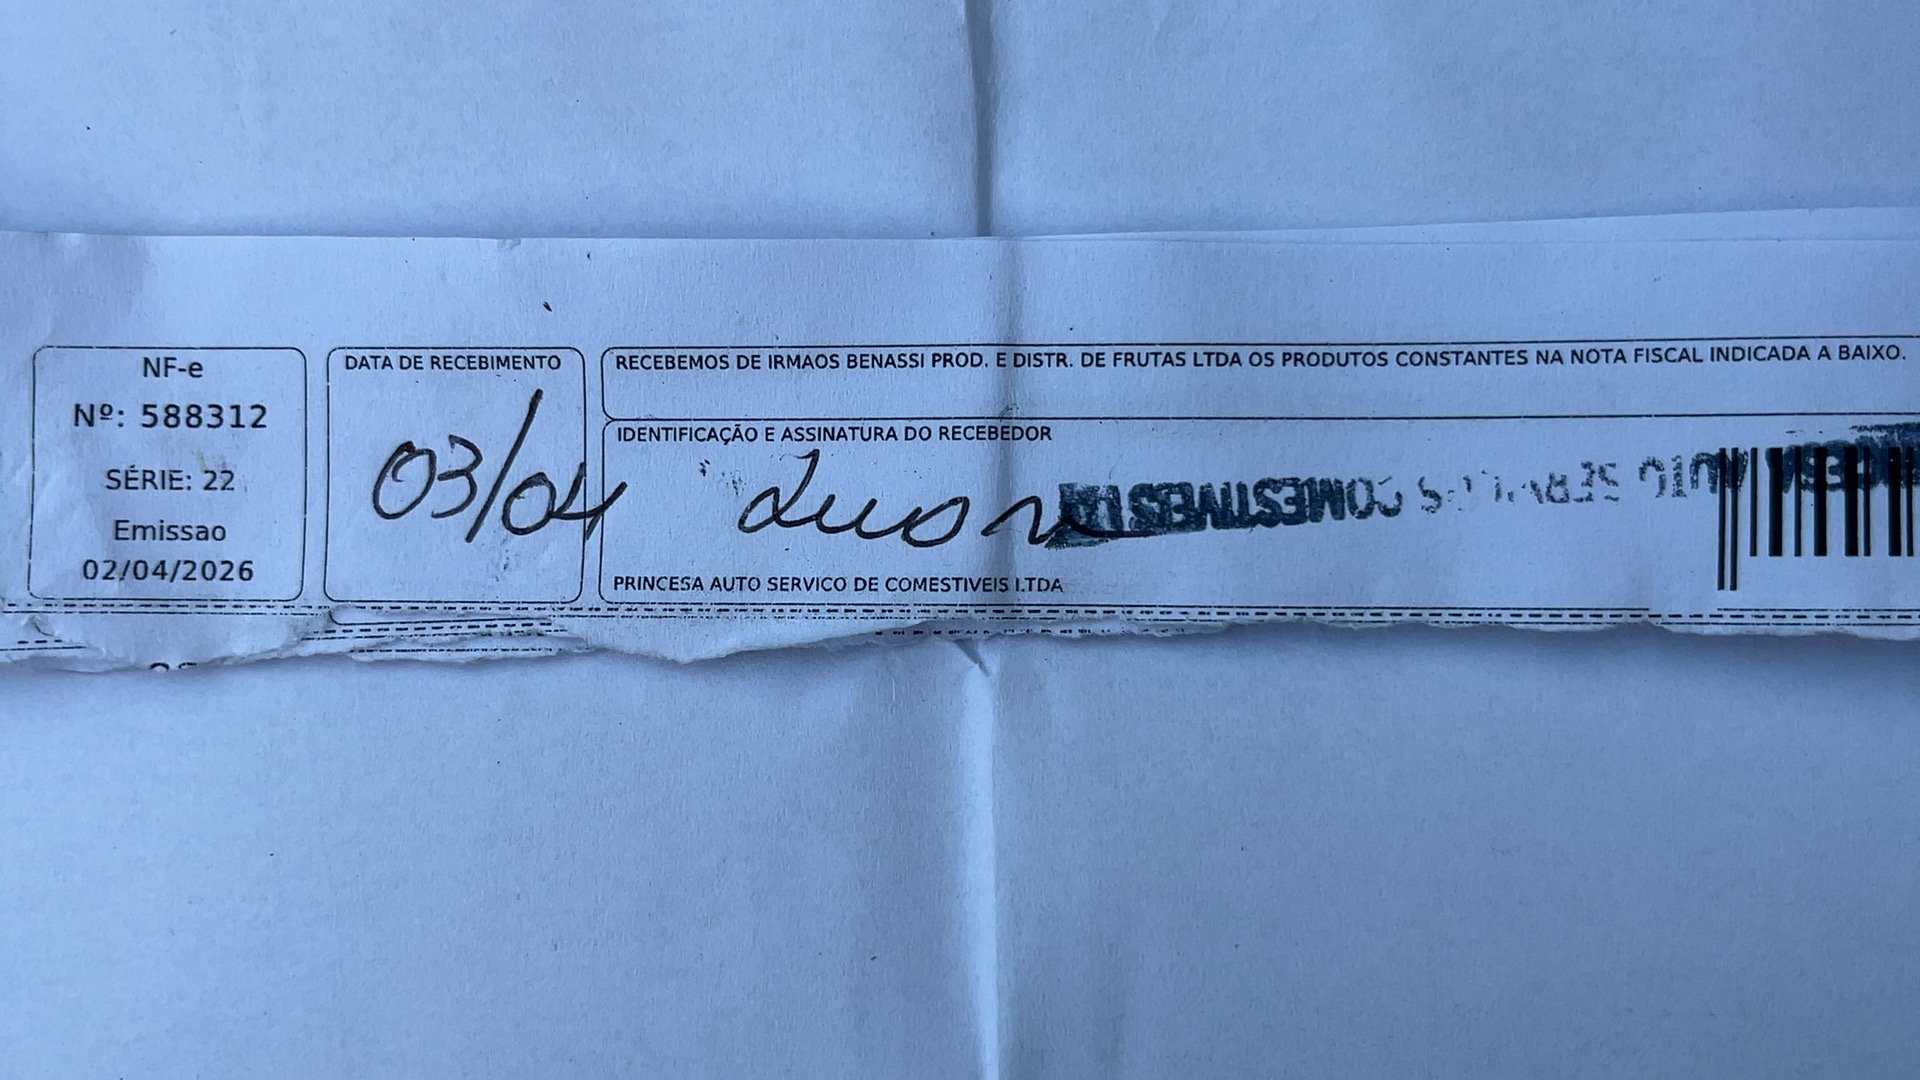 NF-e
Nº: 588312
SÉRIE: 22
Emissao
02/04/2026
DATA DE RECEBIMENTO
03/04
RECEBEMOS DE IRMAOS BENASSI PROD. E DISTR. DE FRUTAS LTDA OS PRODUTOS CONSTANTES NA NOTA FISCAL INDICADA A BAIXO.
IDENTIFICAÇÃO E ASSINATURA DO RECEBEDOR
COMESTIVEIS
PRINCESA AUTO SERVICO DE COMESTIVEIS LTDA